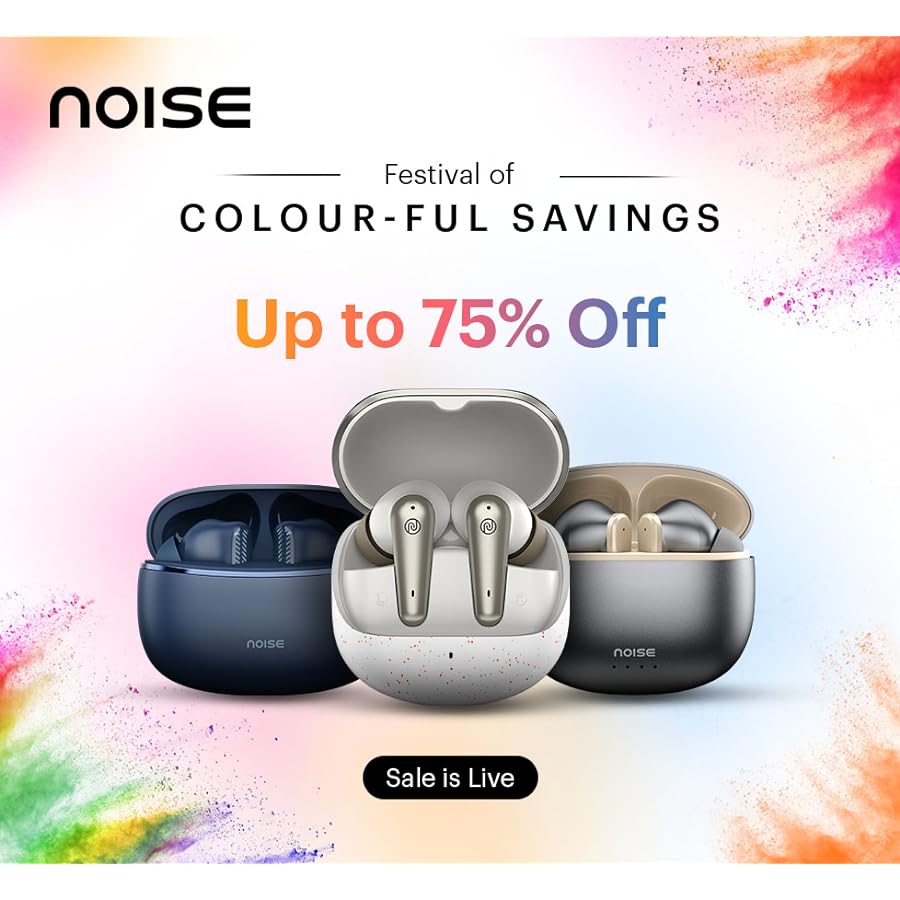 NOISE
Festival of
COLOUR-FUL SAVINGS
Up to 75% Off
NOISE
NOISE
Sale is Live